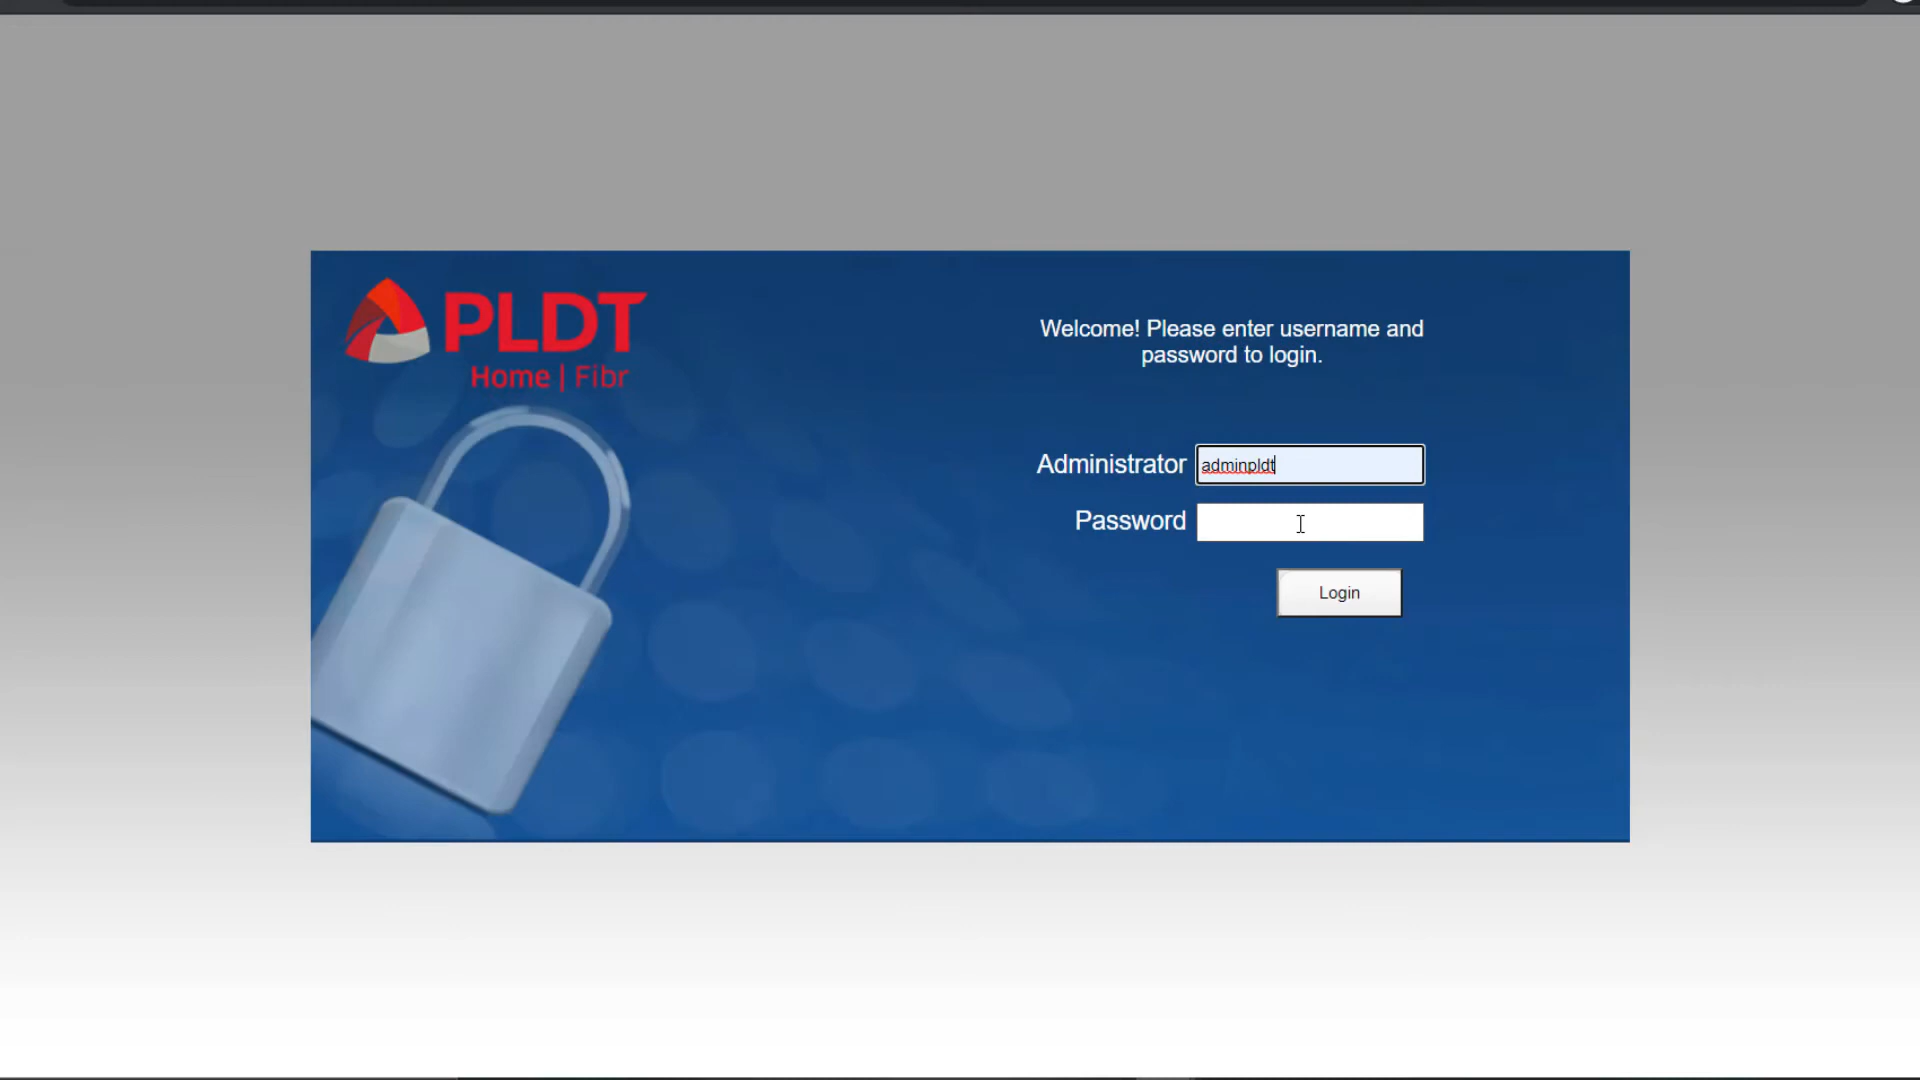 PLDT
Home | Fibr
Welcome! Please enter username and
password to login.
Administrator adminpldt
Password
Login